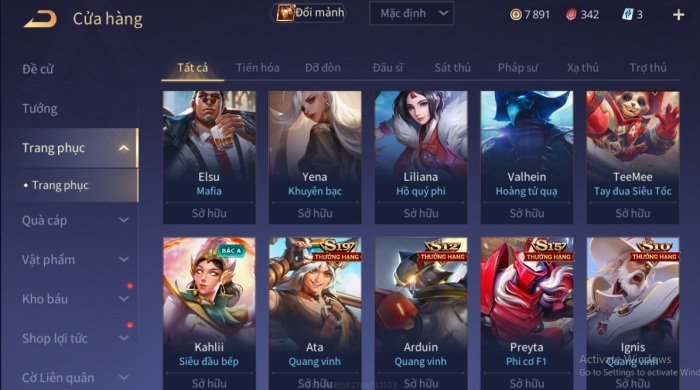 Cửa hàng
Đổi mảnh
Mặc định
7 891
342
3
Đề cử
Tướng
Trang phục
Trang phục
Quà cáp
Vật phẩm
Kho báu
Shop lợi tức
Cờ Liên quân
Tất cả
Tiến hóa
Đỡ đòn
Đấu sĩ
Sát thủ
Pháp sư
Xạ thủ
Trợ thủ
Elsu
Mafia
Sở hữu
Yena
Khuyên bạc
Sở hữu
Liliana
Hồ quý phi
Sở hữu
Valhein
Hoàng tử quạ
Sở hữu
TeeMee
Tay đua Siêu Tốc
Sở hữu
BẬC A
Kahlii
Siêu đầu bếp
Sở hữu
S19
THƯỞNG HẠNG
Ata
Quang vinh
Sở hữu
S12
THƯỞNG HẠNG
Arduin
Quang vinh
Sở hữu
S15
THƯỞNG HẠNG
Preyta
Phi cơ F1
Sở hữu
S10
THƯỞNG HẠNG
Ignis
Quang vinh
Sở hữu
Activate Windows
Go to Settings to activate Wind